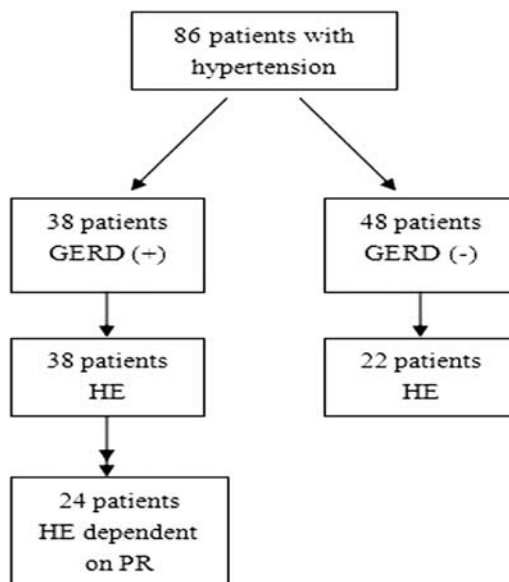 86 patients with
hypertension
38 patients
GERD (+)
48 patients
GERD (-)
38 patients
HE
22 patients
HE
24 patients
HE dependent
on PR